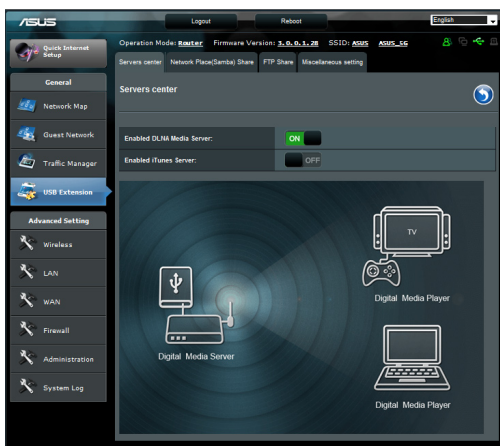 ASUS
Logout
Reboot
English
Quick Internet Setup
Operation Mode: Router Firmware Version: 3.0.0.1.28 SSID: ASUS ASUS_5G
Servers center
Network Place(Samba) Share
FTP Share
Miscellaneous setting
General
Network Map
Guest Network
Traffic Manager
USB Extension
Advanced Setting
Wireless
LAN
WAN
Firewall
Administration
System Log
Servers center
Enabled DLNA Media Server:
ON
Enabled iTunes Server:
OFF
TV
Digital Media Player
Digital Media Server
Digital Media Player